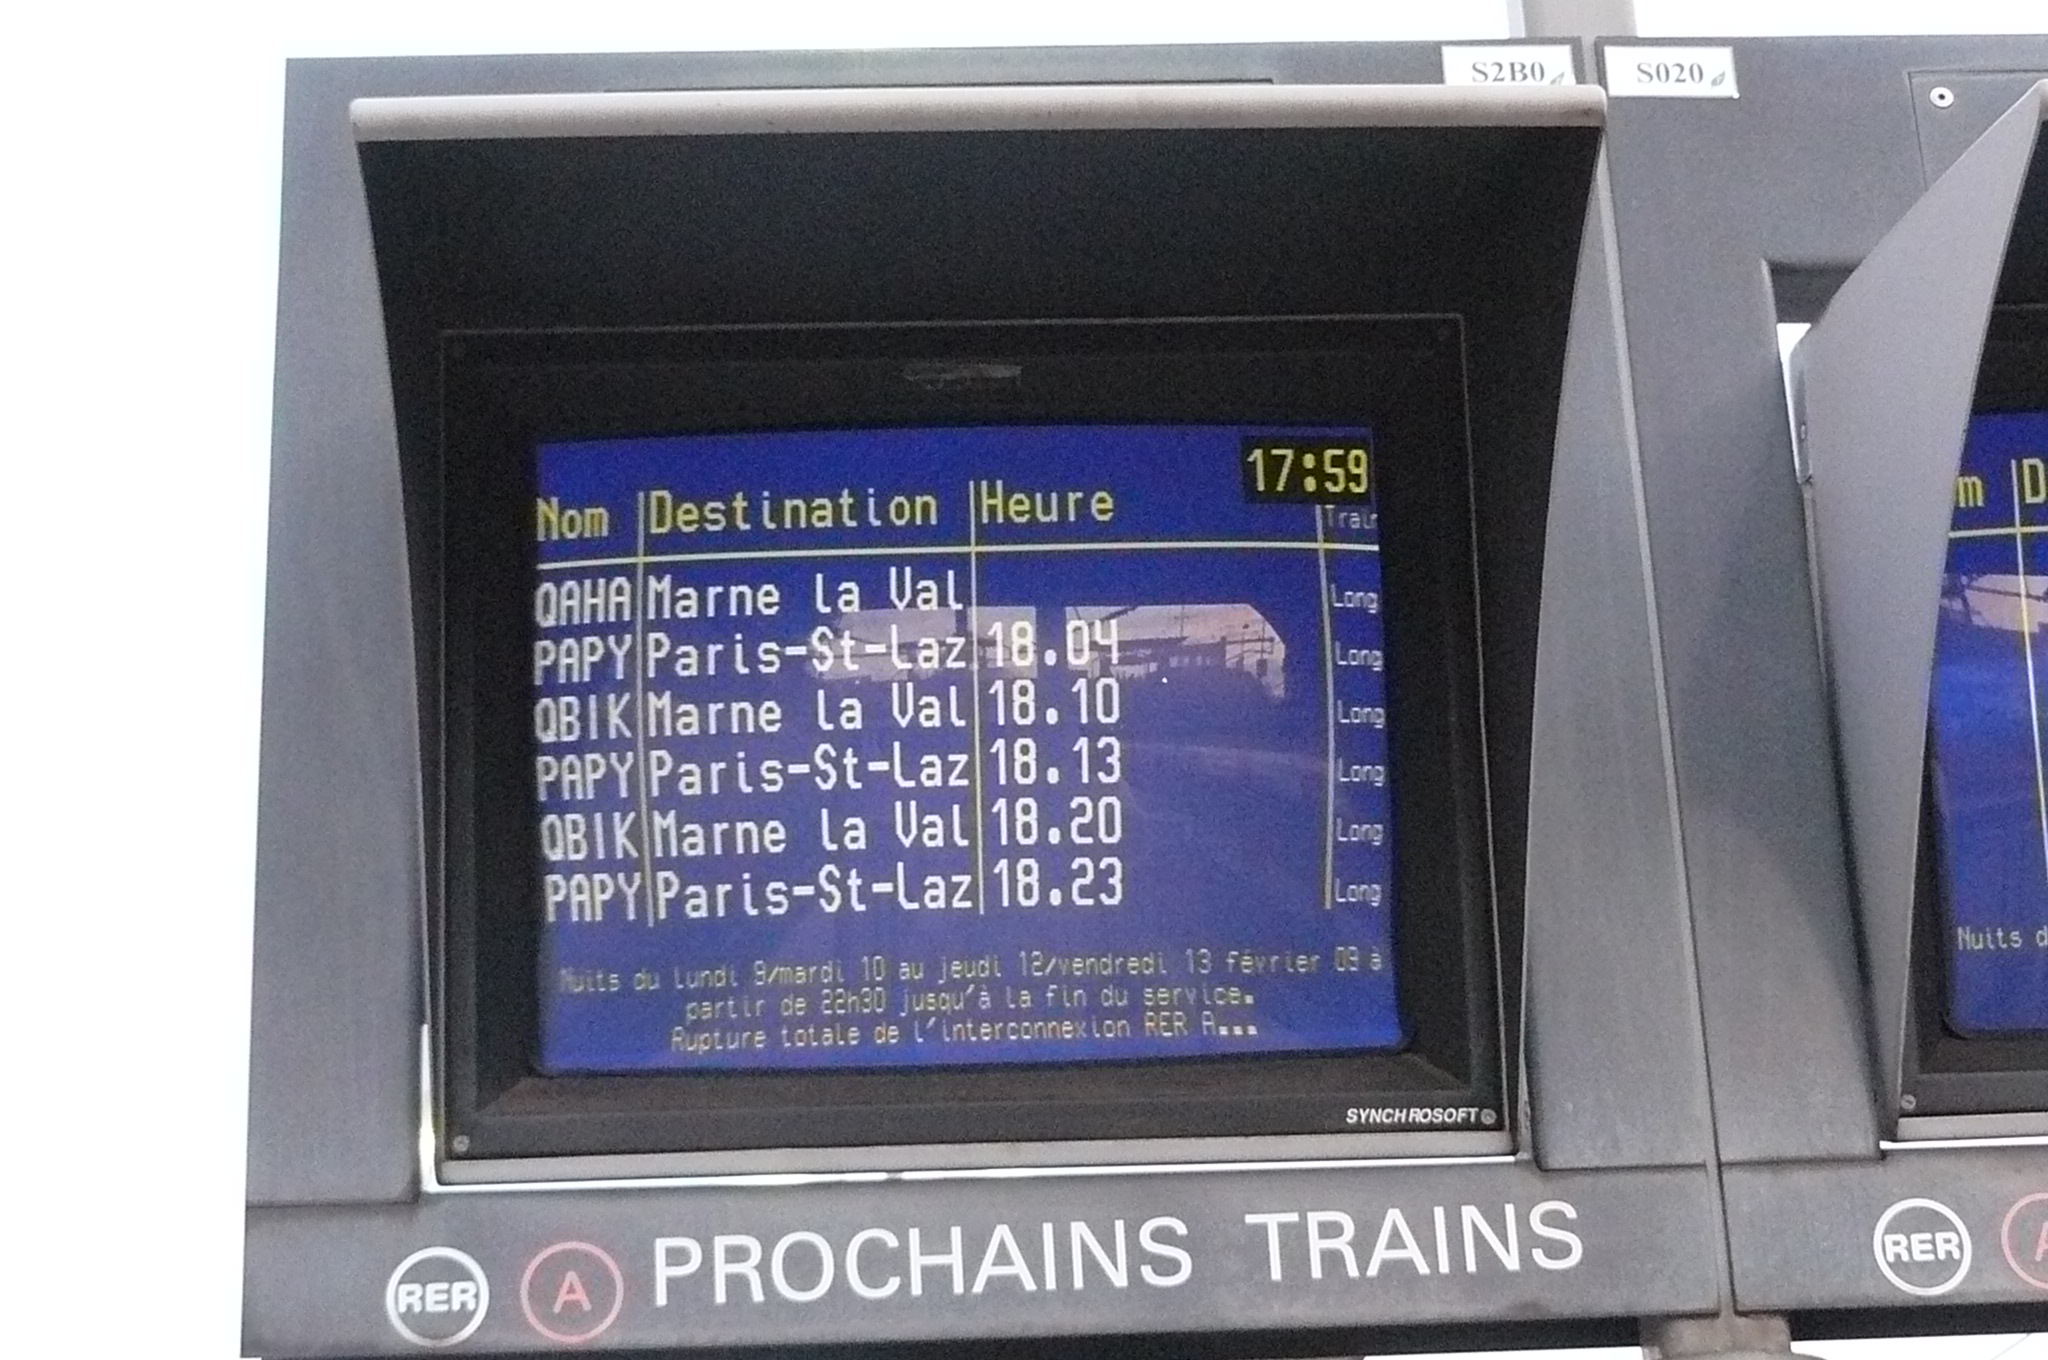 S2B0
S020
17:59
Nom Destination Heure Train
QAHA Marne la Val Long
PAPY Paris-St-Laz 18.04 Long
QBIK Marne la Val 18.10 Long
PAPY Paris-St-Laz 18.13 Long
QBIK Marne la Val 18.20 Long
PAPY Paris-St-Laz 18.23 Long
Nuits du lundi 9/mardi 10 au jeudi 12/vendredi 13 février 09 à
partir de 22h30 jusqu'à la fin du service.
Rupture totale de l'interconnexion RER A...
SYNCHROSOFT
RER A PROCHAINS TRAINS
m D
Nuits d
RER A